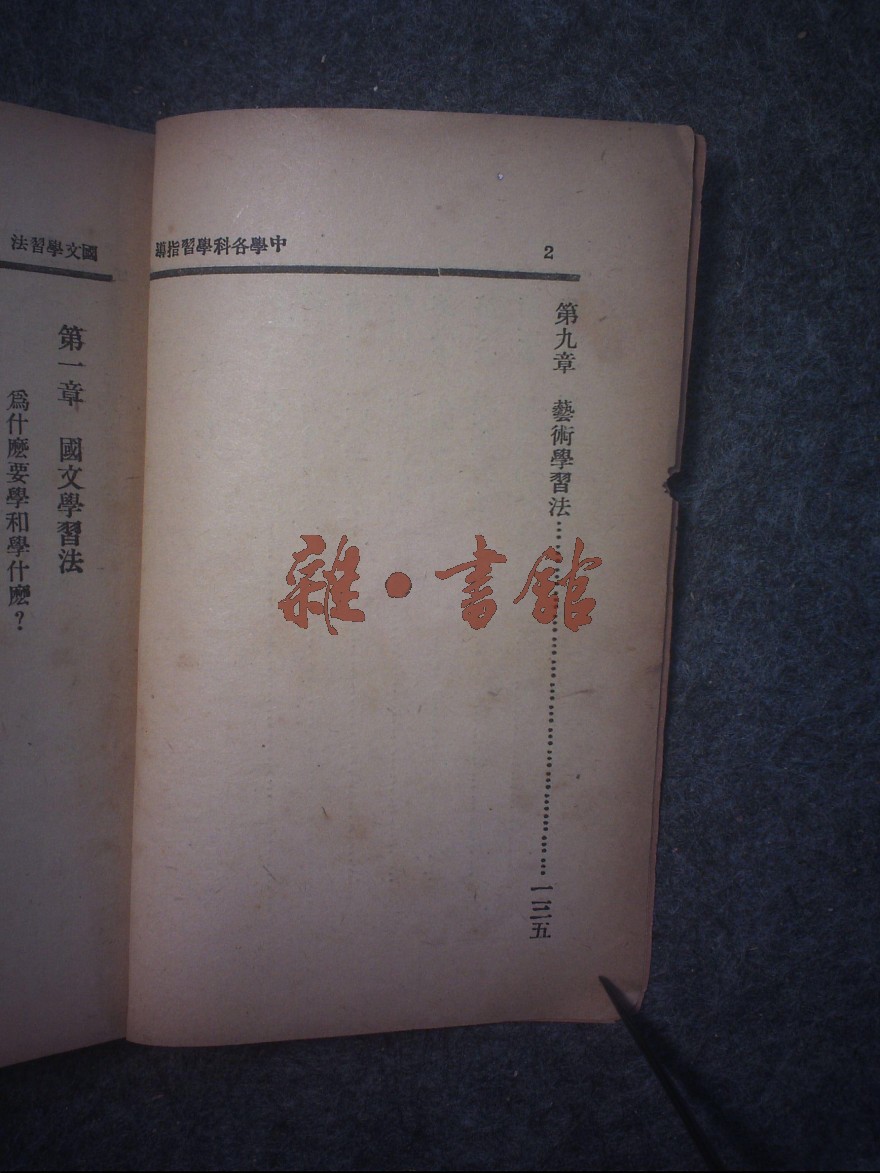 2
中學各科學習指導
第九章 藝術學習法……………………………………一三五
國文學習法
第一章 國文學習法
爲什麽要學和學什麽？
雜·書館